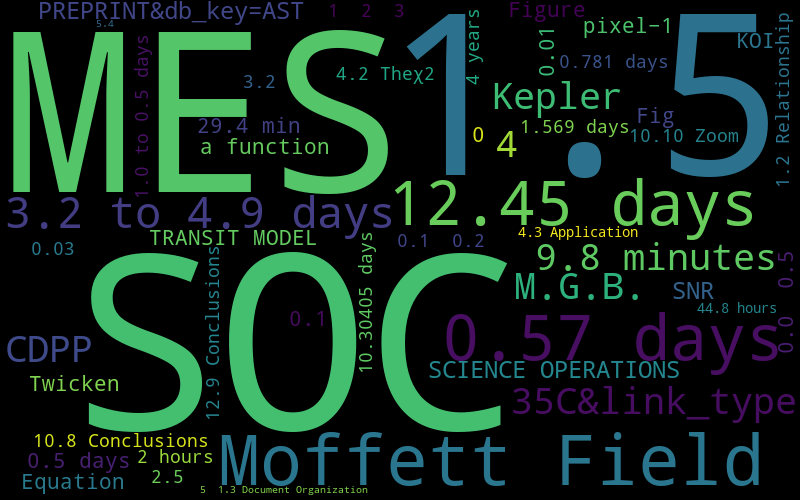 PREPRINT&db_key=AST
1 2 3
Figure
5.4
MES
1.5
pixel−1
KOI
4 years
0.01
1.0 to 0.5 days
4.2 Theχ2
0.781 days
3.2
Kepler
1.2 Relationship
29.4 min
Fig
1.569 days
0
4
10.10 Zoom
a function
3.2 to 4.9 days
12.45 days
TRANSIT MODEL
0.03
0.1 0.2
4.3 Application
9.8 minutes
SOC
12.9 Conclusions
10.30405 days
M.G.B.
SNR
0.0 0.5
44.8 hours
0.1
0.57 days
CDPP
SCIENCE OPERATIONS
Twicken
35C&link_type
10.8 Conclusions
Moffett Field
0.5 days
2 hours
Equation
2.5
5
1.3 Document Organization